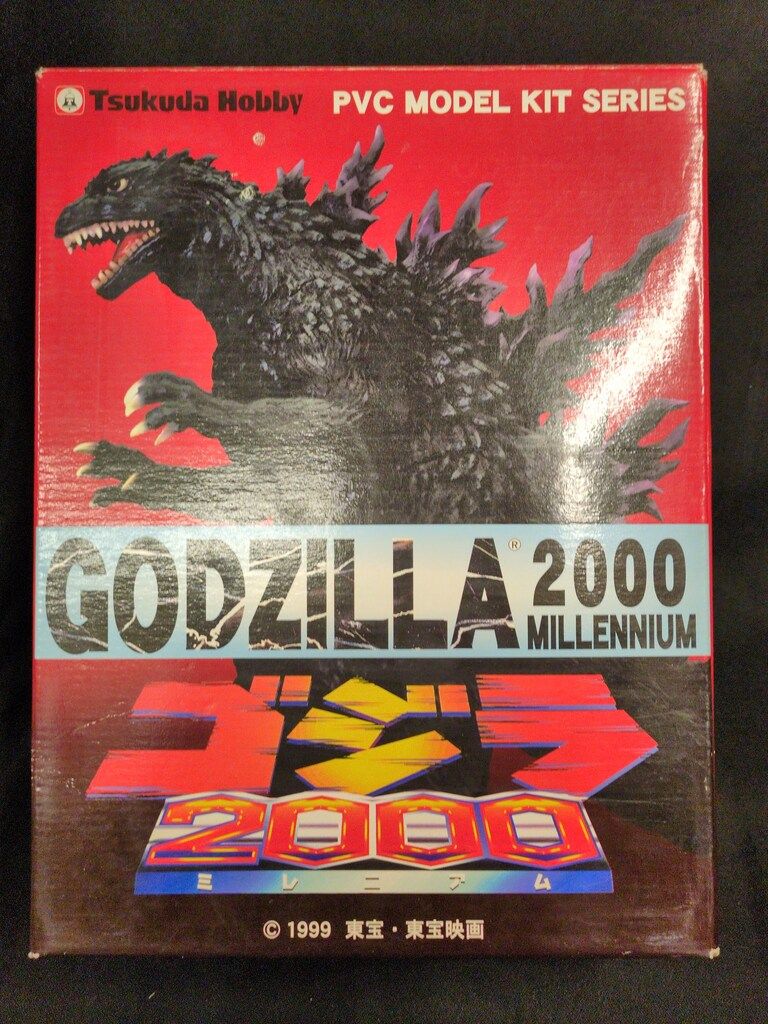 Tsukuda Hobby PVC MODEL KIT SERIES
GODZILLA® 2000
MILLENNIUM
ゴジラ
2000
ミレニアム
© 1999 東宝・東宝映画